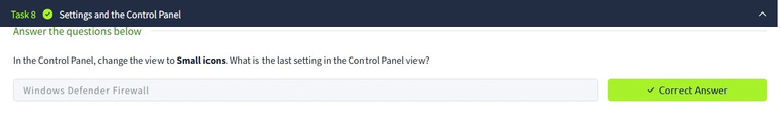 Task 8 Settings and the Control Panel
Answer the questions below
In the Control Panel, change the view to Small icons. What is the last setting in the Control Panel view?
Windows Defender Firewall
Correct Answer